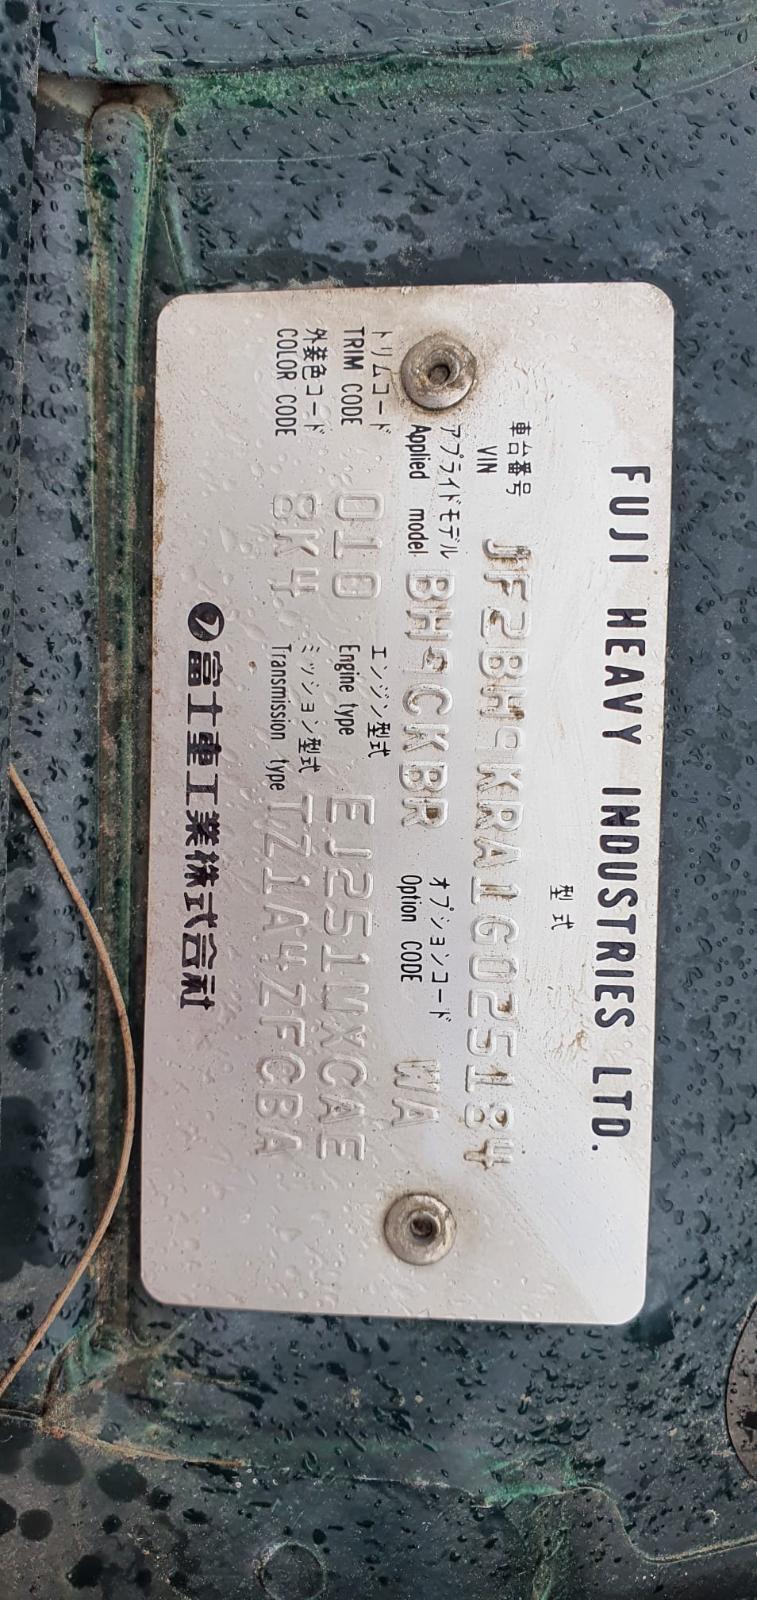 FUJI HEAVY INDUSTRIES LTD.
型式
車台番号
VIN JF2BH9KRA1G025184
アプライドモデル オプションコード
Applied model BH9CKBR Option CODE WA
トリムコード エンジン型式
TRIM CODE 010 Engine type EJ251MXCAE
外装色コード ミッション型式
COLOR CODE 8K4 Transmission type TZ1A4ZFCBA
富士重工業株式会社